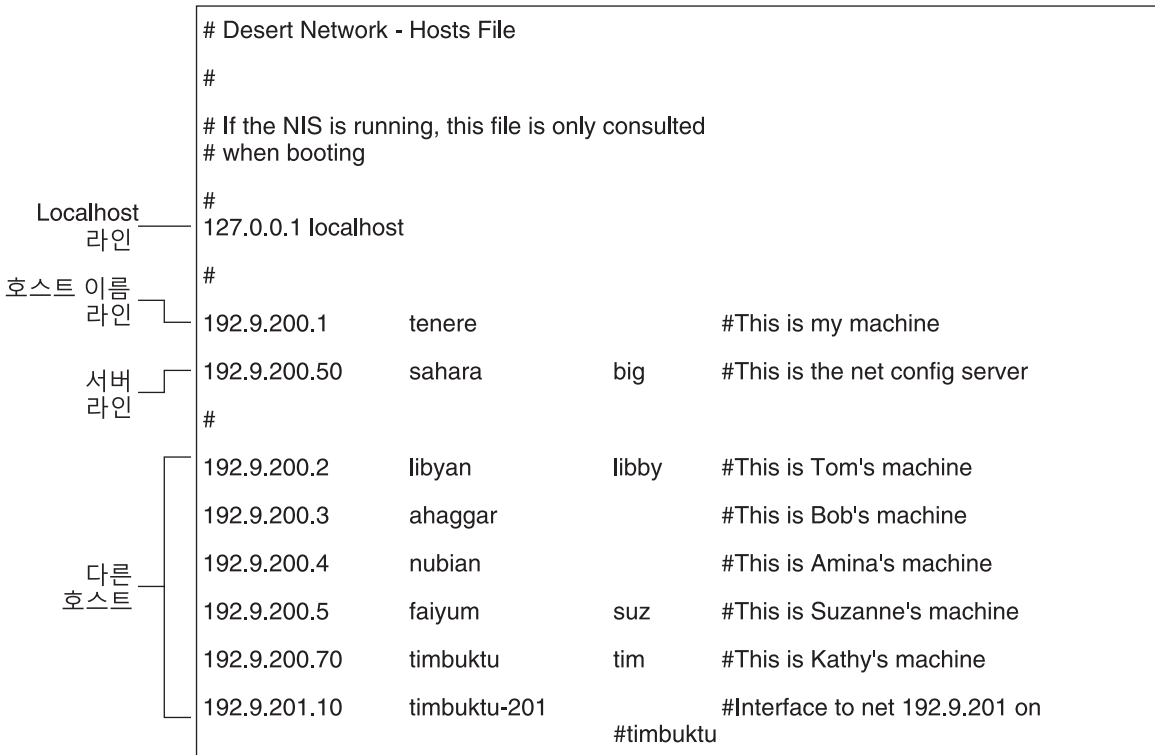 # Desert Network - Hosts File
#
# If the NIS is running, this file is only consulted
# when booting
#
Localhost
라인
127.0.0.1 localhost
#
호스트 이름
라인
192.9.200.1 tenere #This is my machine
서버
라인
192.9.200.50 sahara big #This is the net config server
#
다른
호스트
192.9.200.2 libyan libby #This is Tom's machine
192.9.200.3 ahaggar #This is Bob's machine
192.9.200.4 nubian #This is Amina's machine
192.9.200.5 faiyum suz #This is Suzanne's machine
192.9.200.70 timbuktu tim #This is Kathy's machine
192.9.201.10 timbuktu-201 #Interface to net 192.9.201 on
#timbuktu